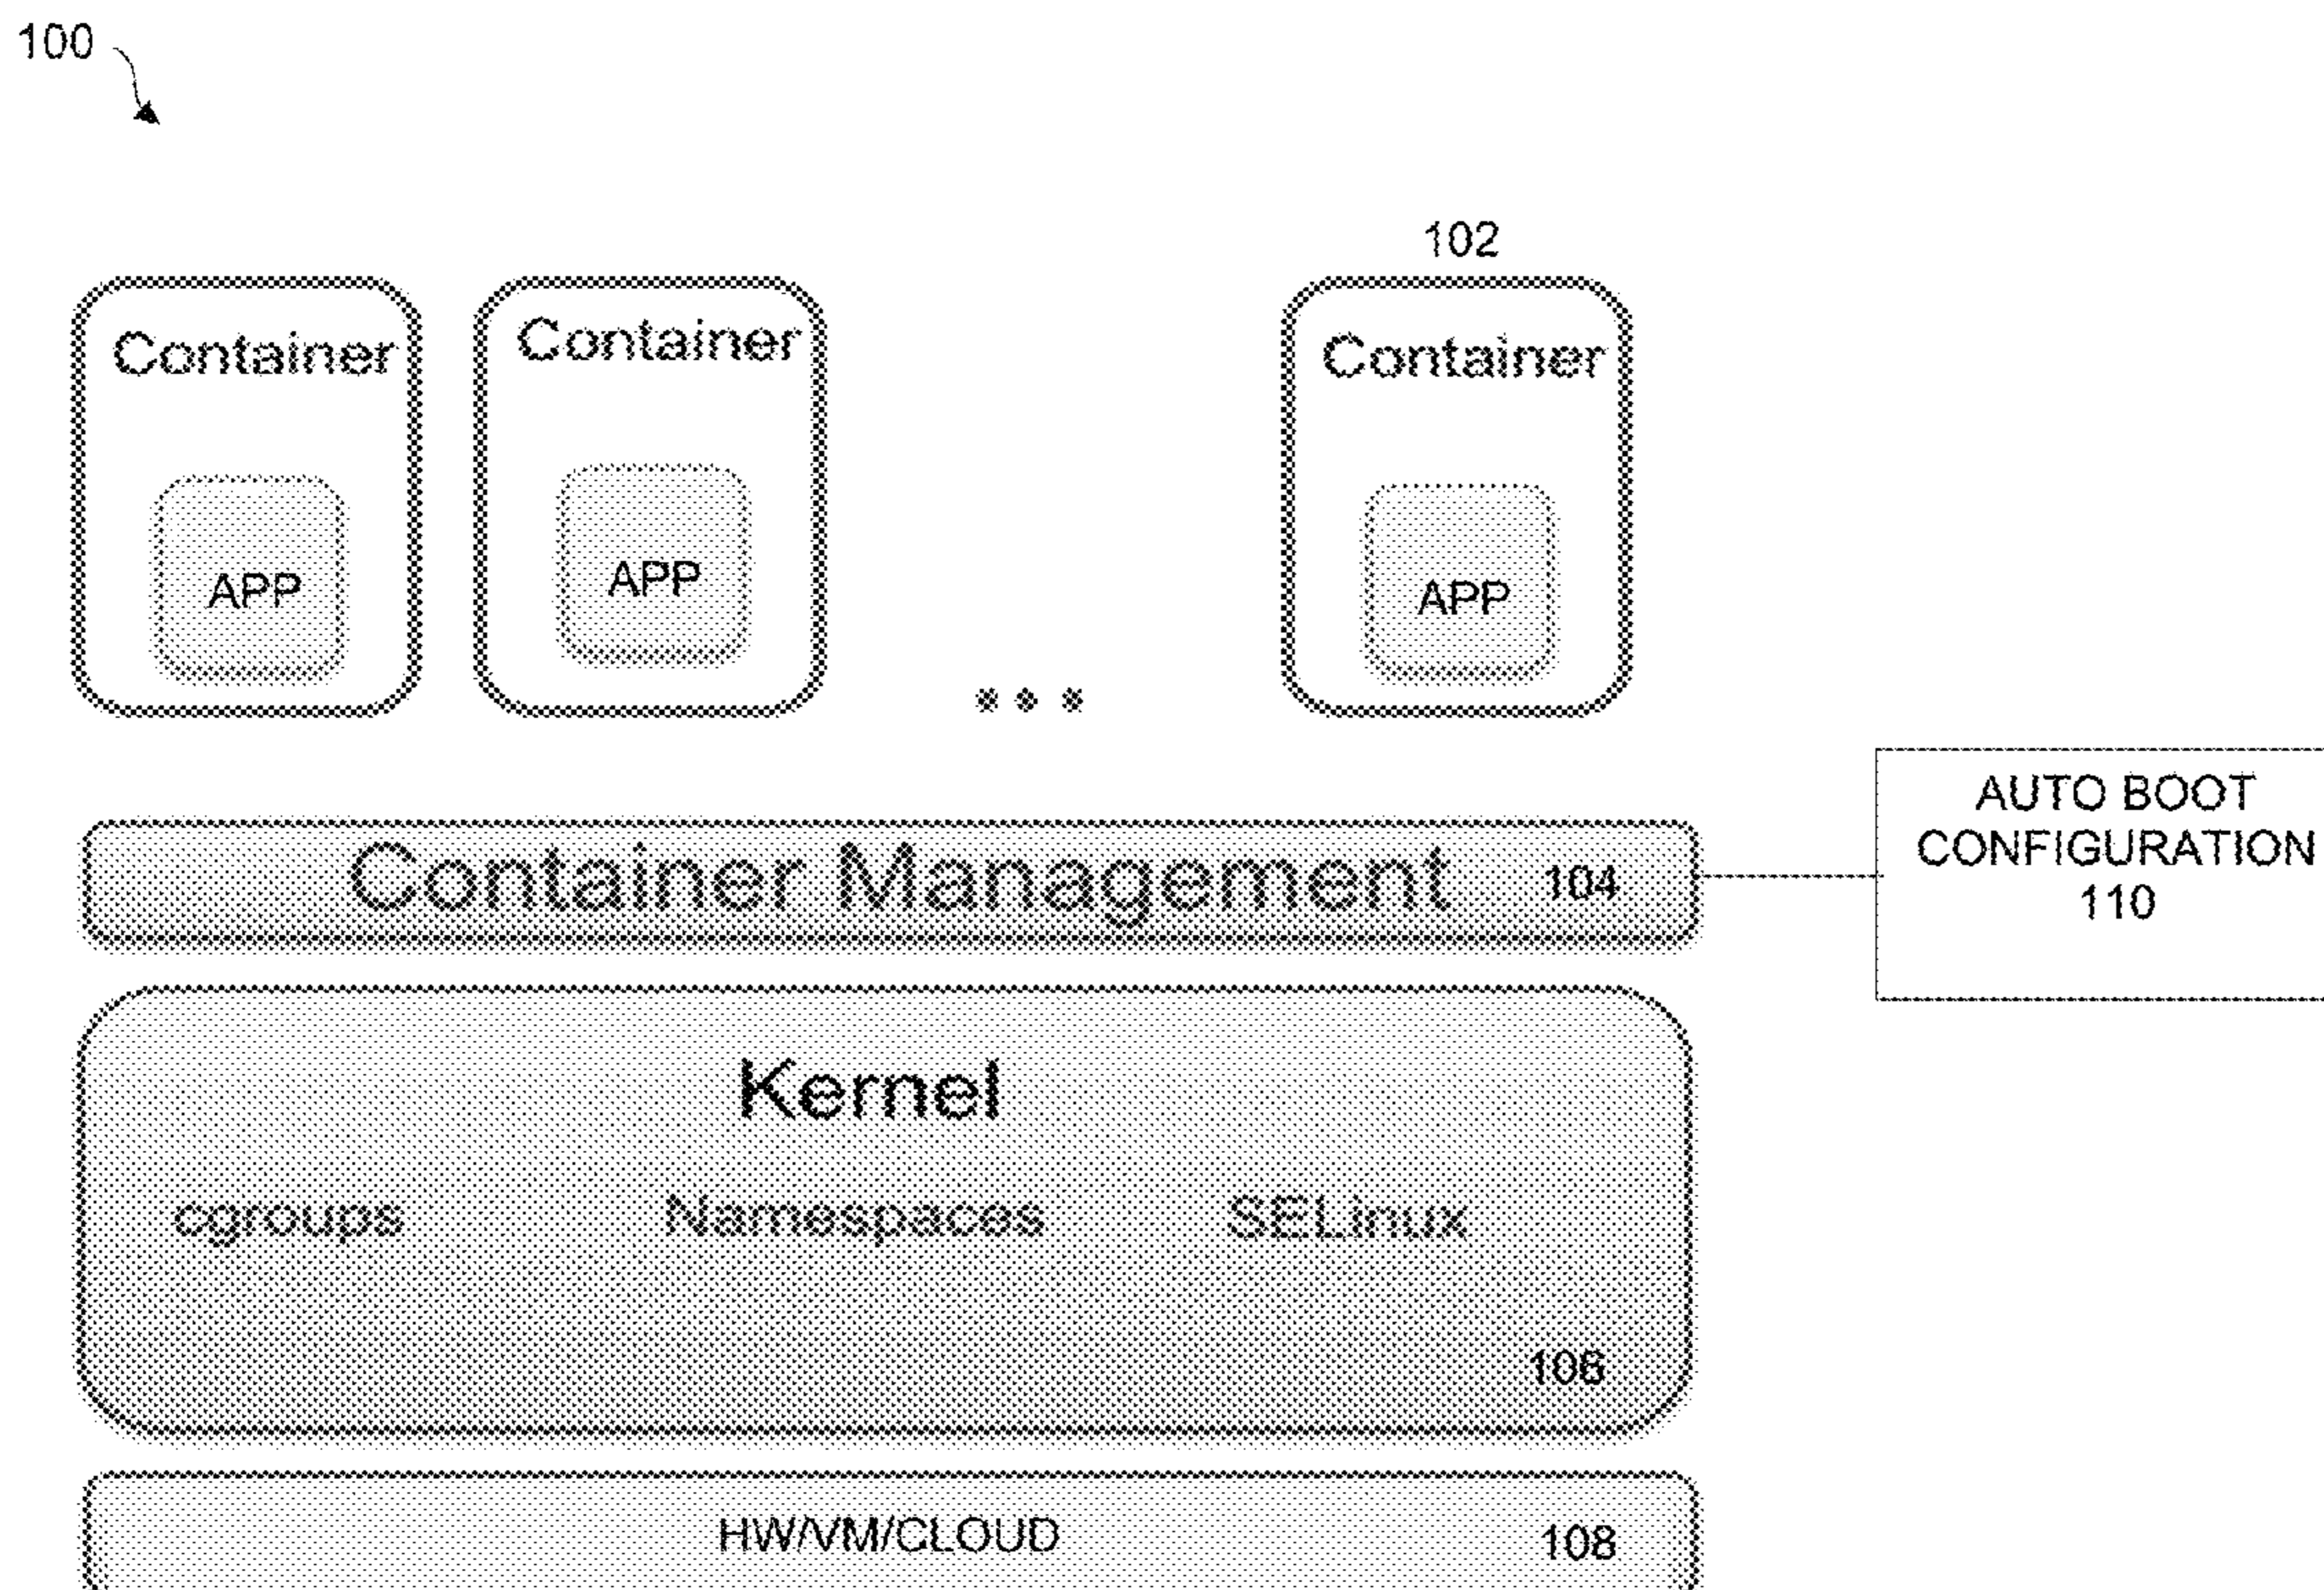 100
102
Container
Container
Container
APP
APP
APP
Container Management 104
AUTO BOOT
CONFIGURATION
110
Kernel
cgroups Namespaces SELinux
106
HW/VM/CLOUD 108